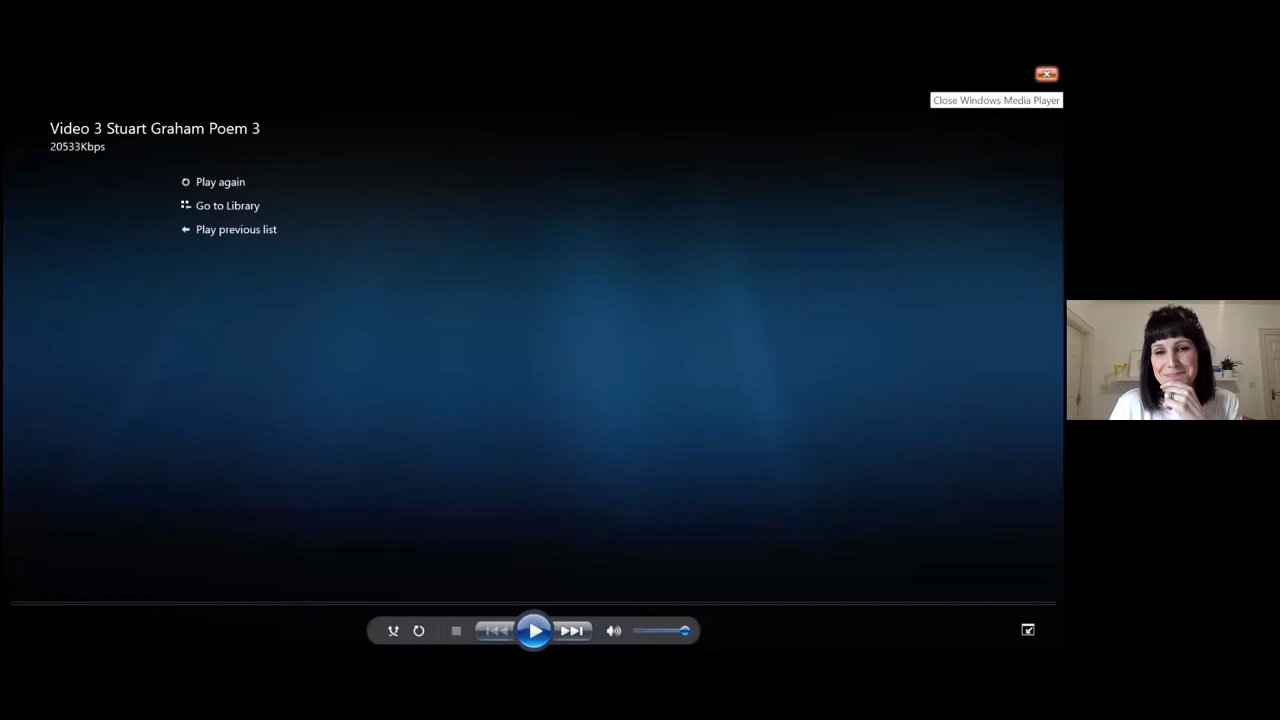 Close Windows Media Player
Video 3 Stuart Graham Poem 3
20533Kbps
Play again
Go to Library
Play previous list